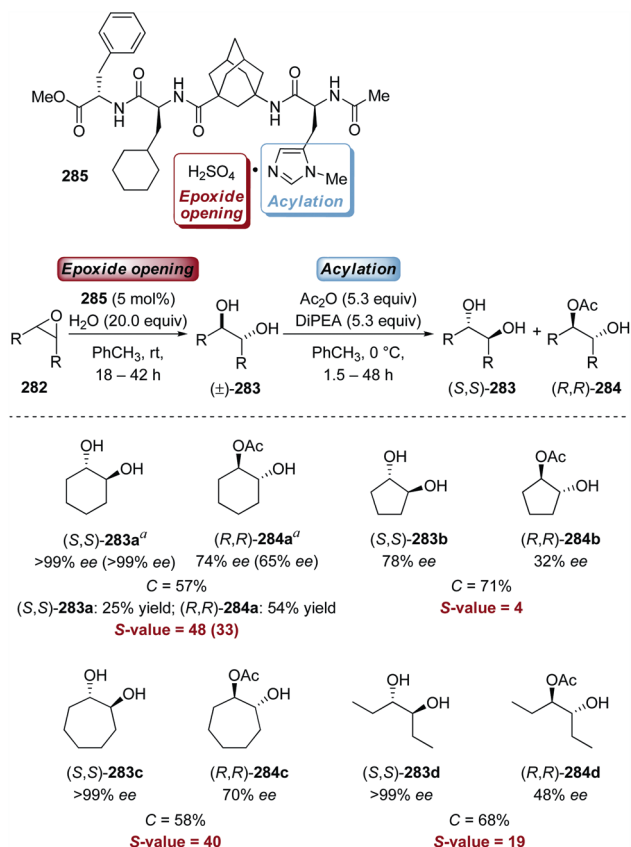 MeO
O
N
H
O
H
N
O
N
H
O
H
N
O
Me
285
H2SO4
Epoxide
opening
•
N
N
Me
Acylation
Epoxide opening
285 (5 mol%)
H2O (20.0 equiv)
PhCH3, rt,
18 – 42 h
O
R
R
282
OH
OH
R
R
(±)-283
Acylation
Ac2O (5.3 equiv)
DiPEA (5.3 equiv)
PhCH3, 0 °C,
1.5 – 48 h
OH
OH
R
R
(S,S)-283
+
OAc
OH
R
R
(R,R)-284
OH
OH
(S,S)-283a^a
>99% ee (>99% ee)
OAc
OH
(R,R)-284a^a
74% ee (65% ee)
C = 57%
(S,S)-283a: 25% yield; (R,R)-284a: 54% yield
S-value = 48 (33)
OH
OH
(S,S)-283b
78% ee
OAc
OH
(R,R)-284b
32% ee
C = 71%
S-value = 4
OH
OH
(S,S)-283c
>99% ee
OAc
OH
(R,R)-284c
70% ee
C = 58%
S-value = 40
OH
OH
(S,S)-283d
>99% ee
OAc
OH
(R,R)-284d
48% ee
C = 68%
S-value = 19